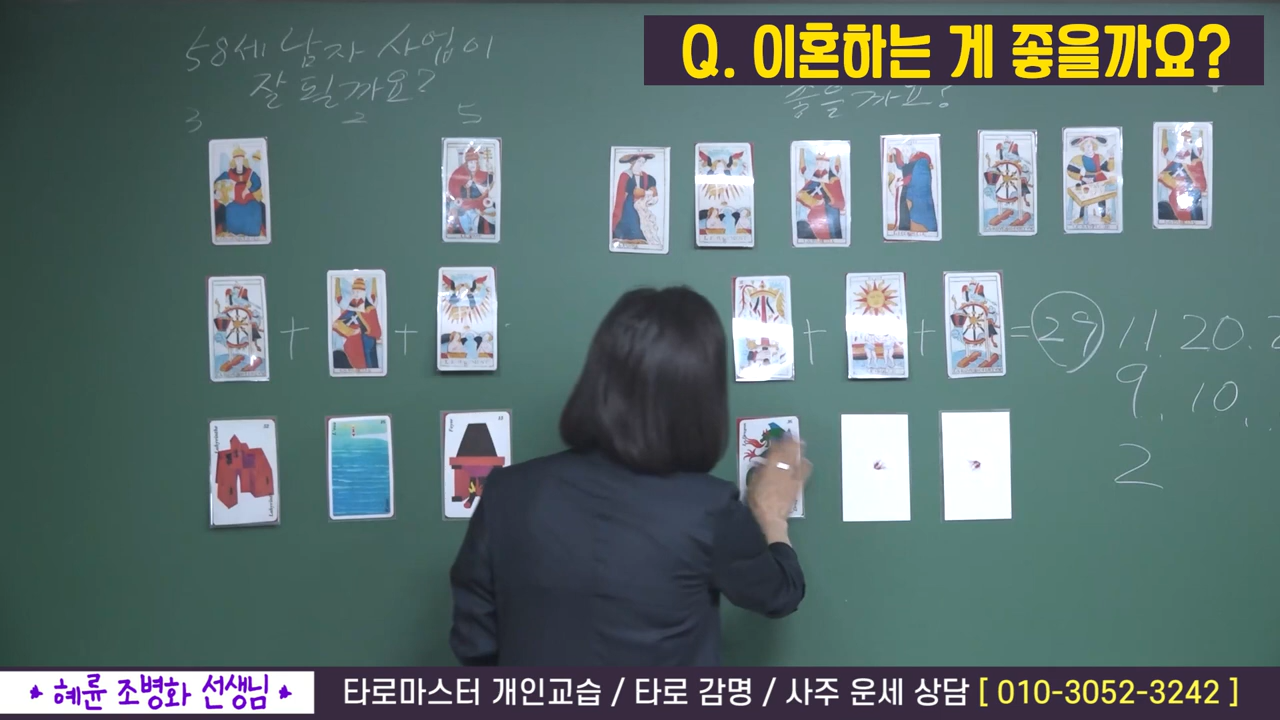 Q. 이혼하는 게 좋을까요?
58세 남자 사업이
잘 될까요?
좋을까요?
3 2 5
+ + + + = 29 11. 20. 2
9. 10.
2
* 혜륜 조병화 선생님 *
타로마스터 개인교습 / 타로 감명 / 사주 운세 상담 [ 010-3052-3242 ]